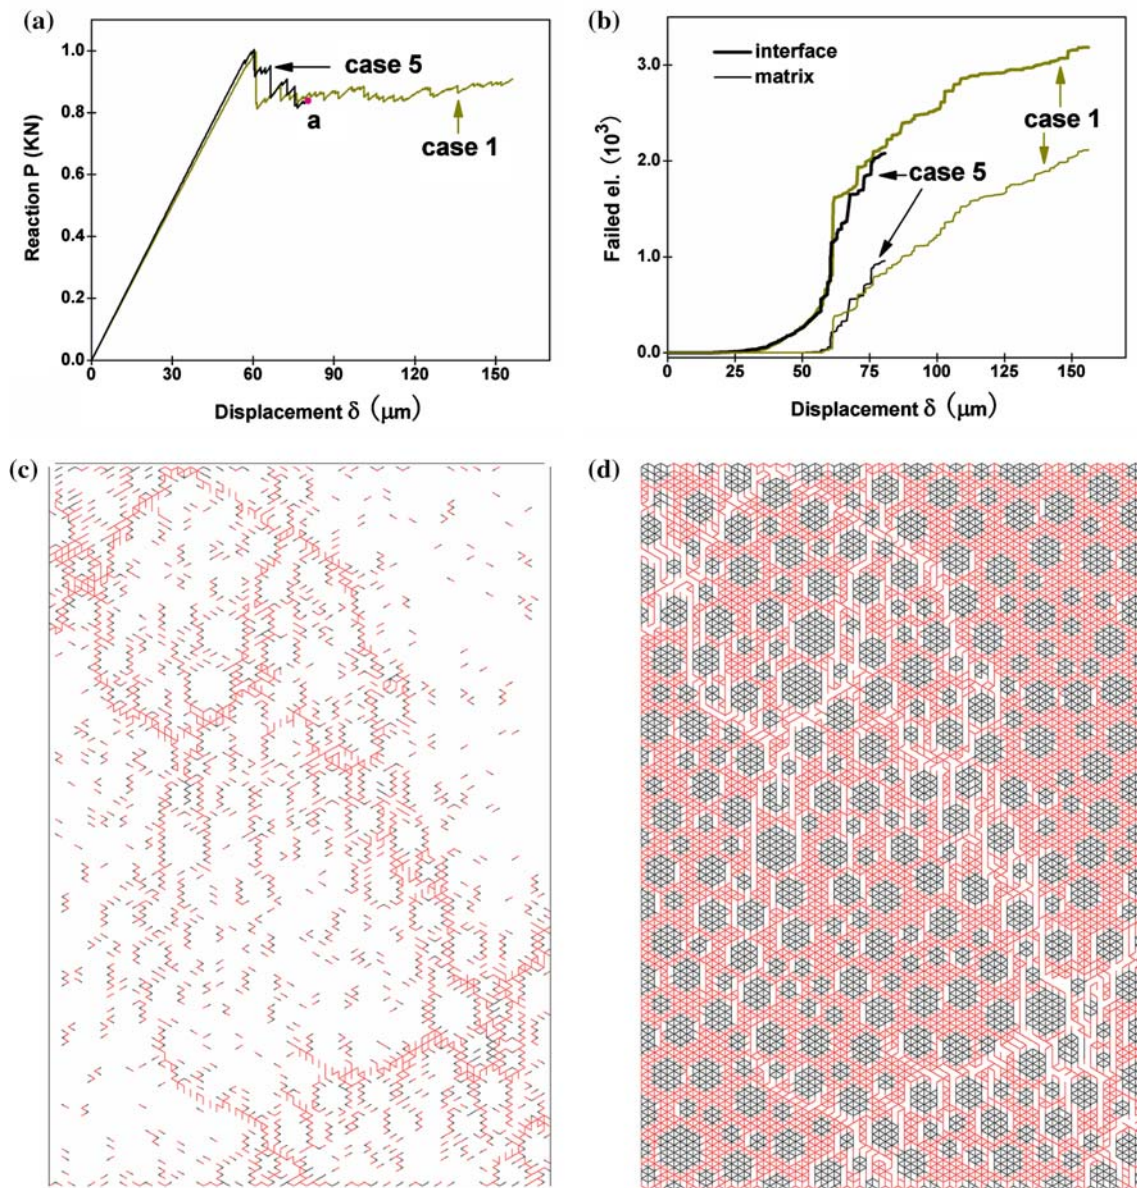 (a)
1.0
0.8
0.6
0.4
0.2
0.0
Reaction P (KN)
case 5
a
case 1
0 30 60 90 120 150
Displacement δ (μm)
(b)
interface
matrix
3.0
2.0
1.0
0.0
Failed el. (10³)
case 1
case 5
0 25 50 75 100 125 150
Displacement δ (μm)
(c)
(d)